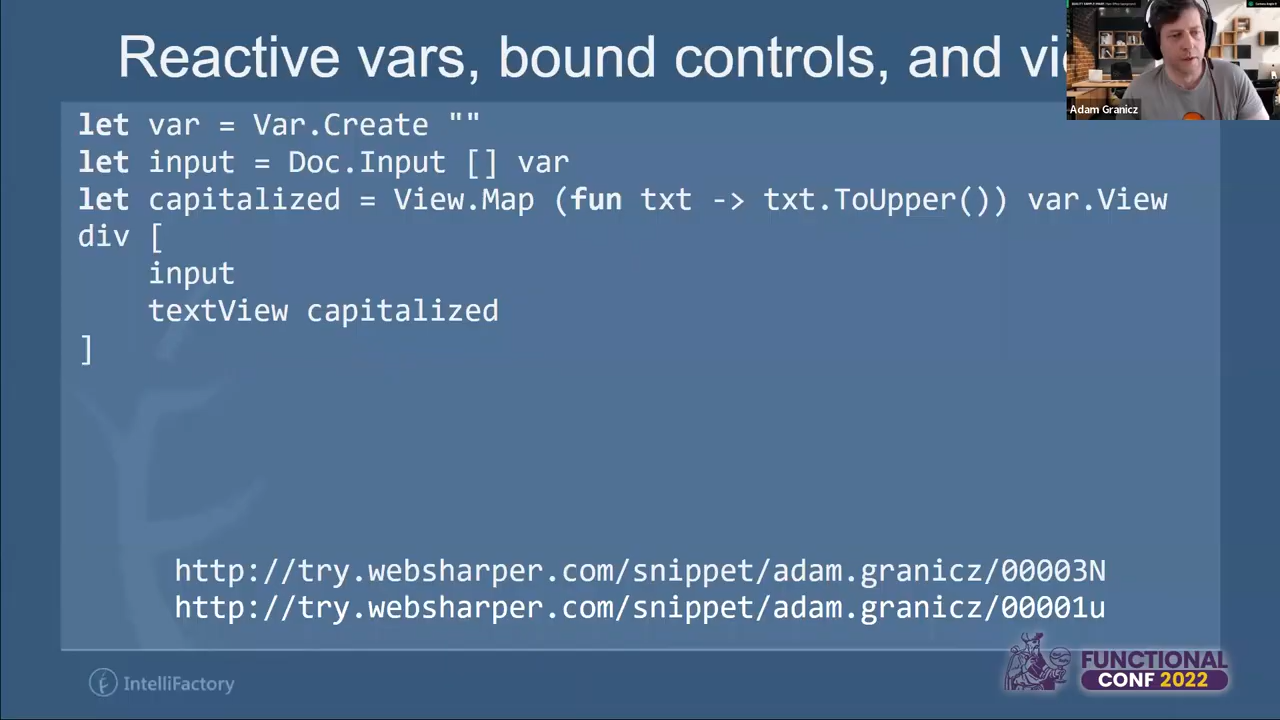 Reactive vars, bound controls, and
Adam Granicz
let var = Var.Create ""
let input = Doc.Input [] var
let capitalized = View.Map (fun txt -> txt.ToUpper()) var.View
div [
    input
    textView capitalized
]
http://try.websharper.com/snippet/adam.granicz/00003N
http://try.websharper.com/snippet/adam.granicz/00001u
IntelliFactory
FUNCTIONAL
CONF 2022